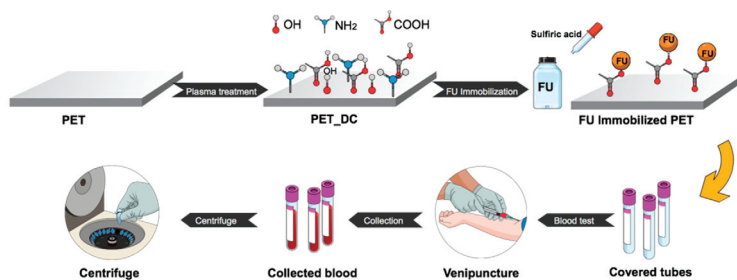 OH
NH2
COOH
Sulfiric acid
FU
FU
FU
OH
FU
Plasma treatment
FU Immobilization
PET
PET_DC
FU Immobilized PET
Centrifuge
Collection
Blood test
Centrifuge
Collected blood
Venipuncture
Covered tubes